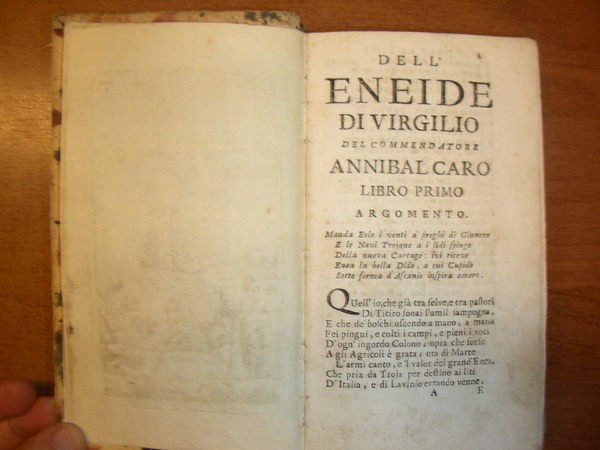 DELL'
ENEIDE
DI VIRGILIO
DEL COMMENDATORE
ANNIBAL CARO
LIBRO PRIMO
ARGOMENTO.
Manda Eolo i venti a' preghi di Giunone
E le Navi Trojane a i lidi spinge
Della nuova Cartago: ivi riceve
Enea la bella Dido, a cui Cupido
Sotto forma d'Ascanio inspira amore.
QUell' io, che già tra selve, e tra pastori
Di Titiro sonai l'umil sampogna,
E che de' boschi uscendo a mano, a mano
Fei pingui, e colti i campi, e pieni i voti
D'ogn' ingordo Colono, opra che forse
Agli Agricoli è grata; ora di Marte
L'armi canto, e 'l valor del grand' Enea,
Che pria da Troja per destino ai liti
D'Italia, e di Lavinio errando venne.
A E